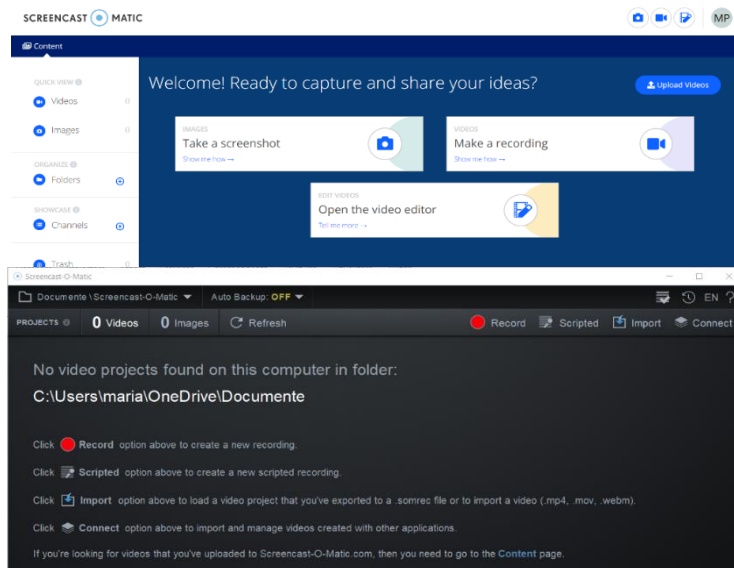 SCREENCAST O MATIC
MP
Content
QUICK VIEW
Videos 0
Images 0
ORGANIZE
Folders
SHOWCASE
Channels
Trash 0
Welcome! Ready to capture and share your ideas?
Upload Videos
IMAGES
Take a screenshot
Show me how →
VIDEOS
Make a recording
Show me how →
EDIT VIDEOS
Open the video editor
Tell me more →
Screencast-O-Matic
Documente \ Screencast-O-Matic Auto Backup: OFF EN ?
PROJECTS 0 Videos 0 Images Refresh Record Scripted Import Connect
No video projects found on this computer in folder:
C:\Users\maria\OneDrive\Documente
Click Record option above to create a new recording.
Click Scripted option above to create a new scripted recording.
Click Import option above to load a video project that you've exported to a .somrec file or to import a video (.mp4, .mov, .webm).
Click Connect option above to import and manage videos created with other applications.
If you're looking for videos that you've uploaded to Screencast-O-Matic.com, then you need to go to the Content page.